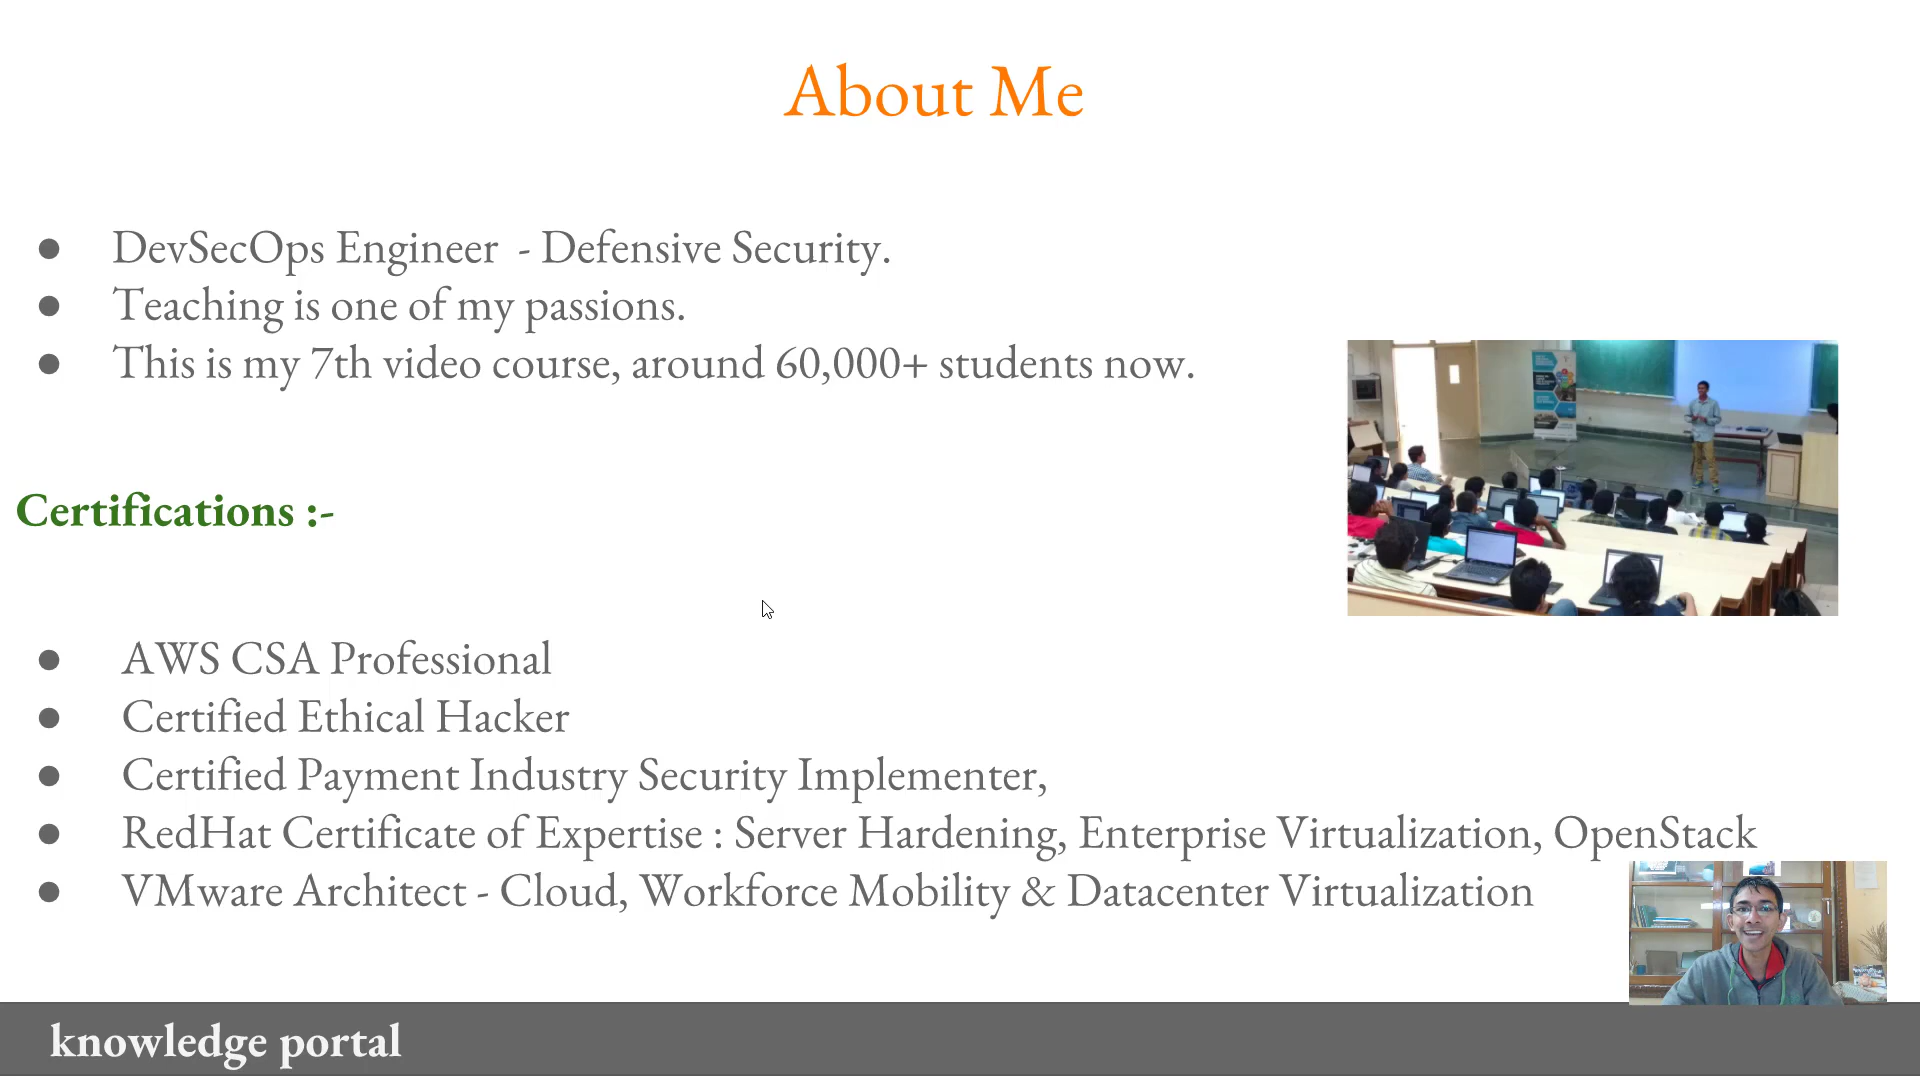 About Me
● DevSecOps Engineer - Defensive Security.
● Teaching is one of my passions.
● This is my 7th video course, around 60,000+ students now.
Certifications :-
● AWS CSA Professional
● Certified Ethical Hacker
● Certified Payment Industry Security Implementer,
● RedHat Certificate of Expertise : Server Hardening, Enterprise Virtualization, OpenStack
● VMware Architect - Cloud, Workforce Mobility & Datacenter Virtualization
knowledge portal